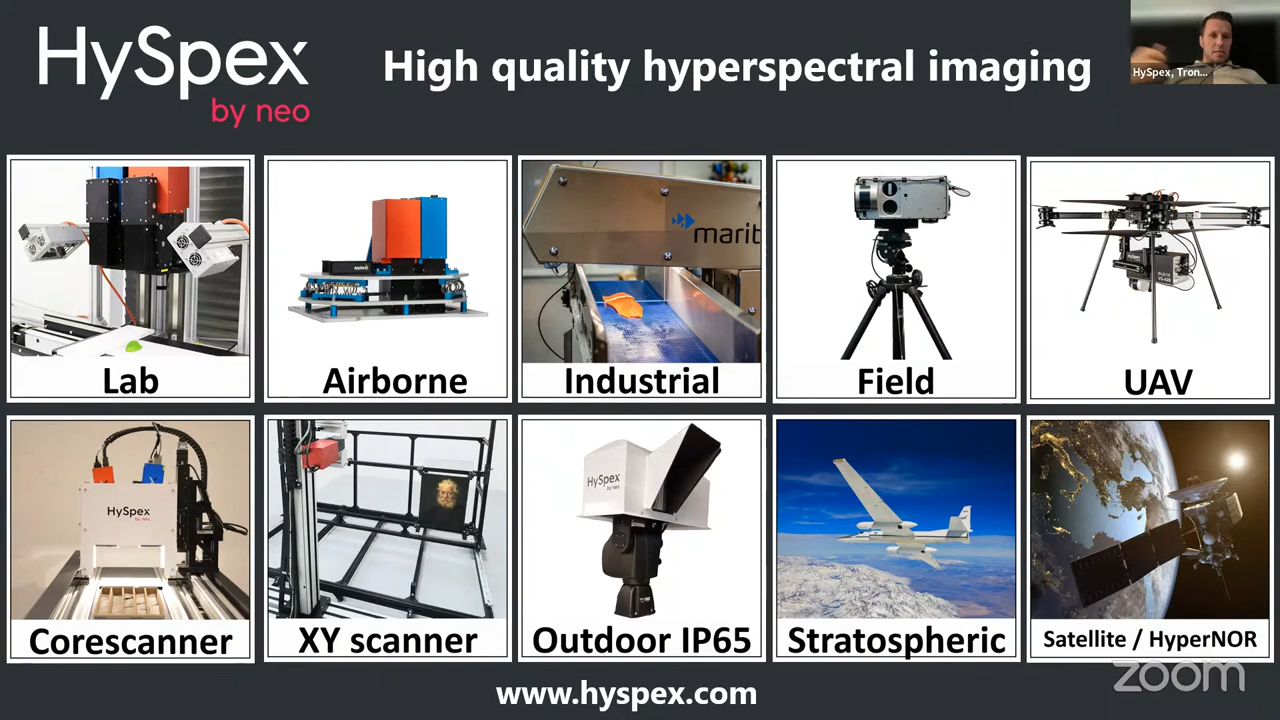 HySpex
by neo
High quality hyperspectral imaging
HySpex, Tron...
marit
Lab
Airborne
Industrial
Field
HySpex
UAV
HySpex
by neo
Corescanner
XY scanner
HySpex
by neo
Outdoor IP65
Stratospheric
Satellite / HyperNOR
www.hyspex.com
zoom